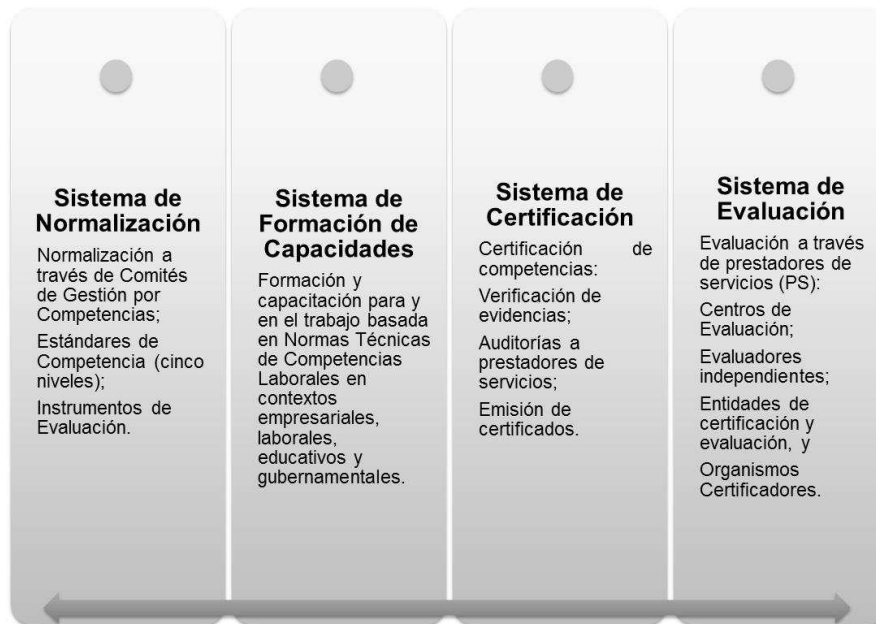 Sistema de
Normalización
Normalización a
través de Comités
de Gestión por
Competencias;
Estándares de
Competencia (cinco
niveles);
Instrumentos de
Evaluación.
Sistema de
Formación de
Capacidades
Formación y
capacitación para y
en el trabajo basada
en Normas Técnicas
de Competencias
Laborales en
contextos
empresariales,
laborales,
educativos y
gubernamentales.
Sistema de
Certificación
Certificación de
competencias:
Verificación de
evidencias;
Auditorías a
prestadores de
servicios;
Emisión de
certificados.
Sistema de
Evaluación
Evaluación a través
de prestadores de
servicios (PS):
Centros de
Evaluación;
Evaluadores
independientes;
Entidades de
certificación y
evaluación, y
Organismos
Certificadores.